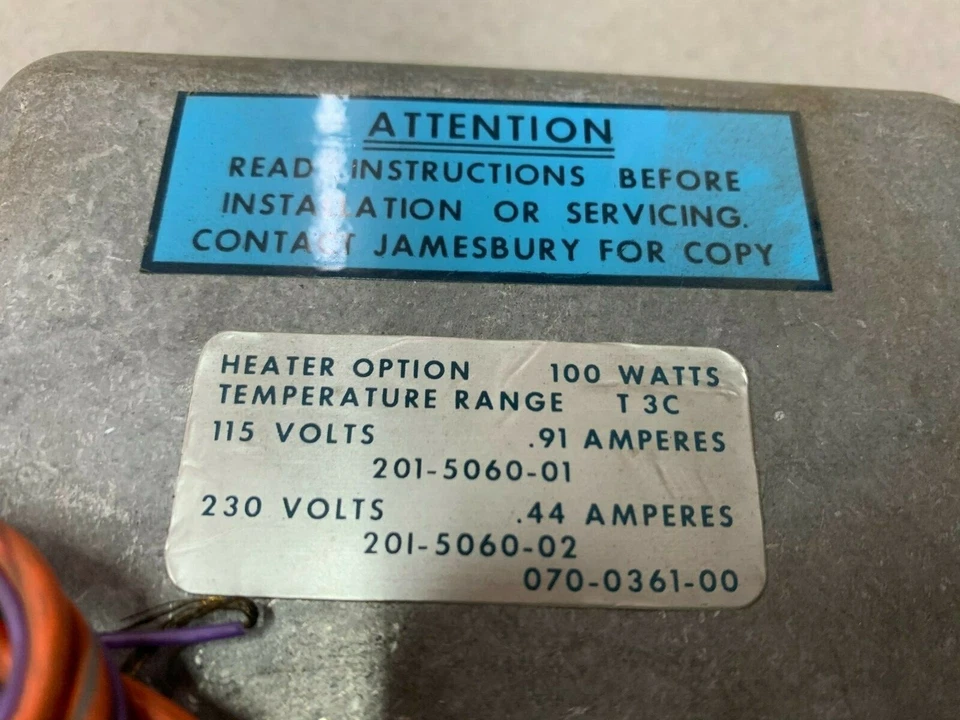 ATTENTION
READ INSTRUCTIONS BEFORE
INSTALLATION OR SERVICING.
CONTACT JAMESBURY FOR COPY
HEATER OPTION 100 WATTS
TEMPERATURE RANGE T 3C
115 VOLTS .91 AMPERES
201-5060-01
230 VOLTS .44 AMPERES
201-5060-02
070-0361-00